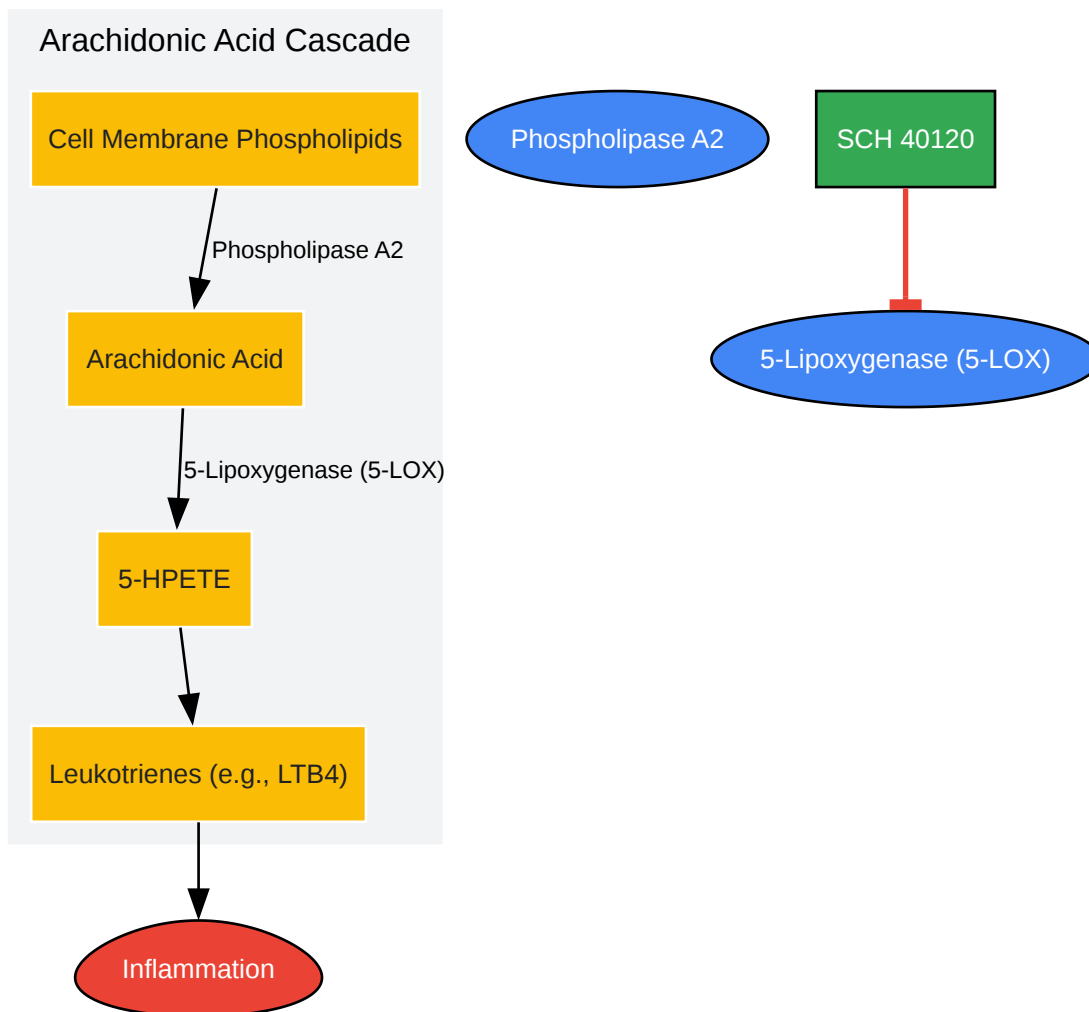 Arachidonic Acid Cascade
Cell Membrane Phospholipids
Phospholipase A2
SCH 40120
Phospholipase A2
Arachidonic Acid
5-Lipoxygenase (5-LOX)
5-Lipoxygenase (5-LOX)
5-HPETE
Leukotrienes (e.g., LTB4)
Inflammation